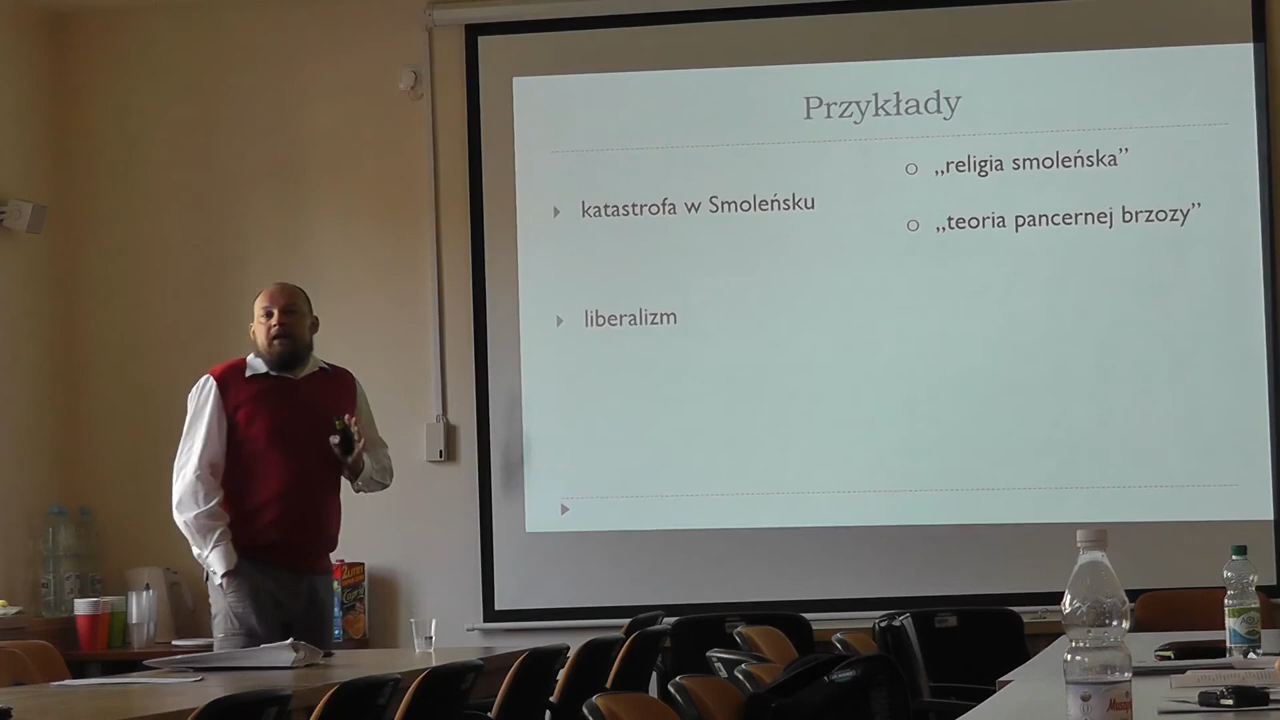 Przykłady
katastrofa w Smoleńsku
„religia smoleńska”
„teoria pancernej brzozy”
liberalizm